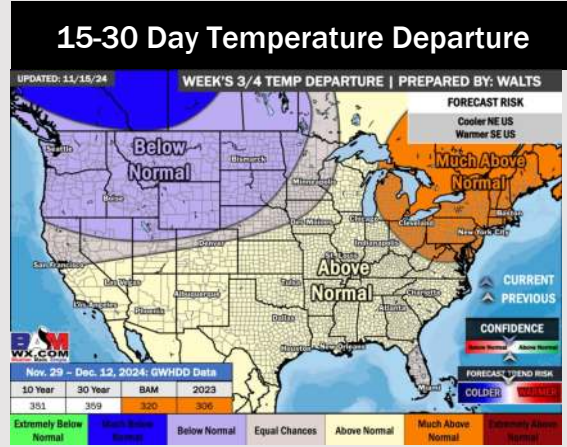 15-30 Day Temperature Departure
UPDATED: 11/15/24
WEEK'S 3/4 TEMP DEPARTURE | PREPARED BY: WALTS
FORECAST RISK
Cooler NE US
Warmer SE US
Seattle
Below
Normal
Bismarck
Much Above
Normal
Minneapolis
Boise
Boston
Des Moines
Chicago
Cleveland
New York City
Denver
Indianapolis
San Francisco
St. Louis
Above
Normal
Las Vegas
Tulsa
CURRENT
PREVIOUS
Los Angeles
Albuquerque
Charlotte
Phoenix
Dallas
Atlanta
CONFIDENCE
Below Normal
Above Normal
Houston
New Orleans
BAM
WX.COM
Weather Made Simple
Miami
FORECAST TREND RISK
COLDER
WARMER
Nov. 29 – Dec. 12, 2024: GWHDD Data
10 Year
30 Year
BAM
2023
351
359
320
306
Extremely Below
Normal
Much Below
Normal
Below Normal
Equal Chances
Above Normal
Much Above
Normal
Extremely Above
Normal